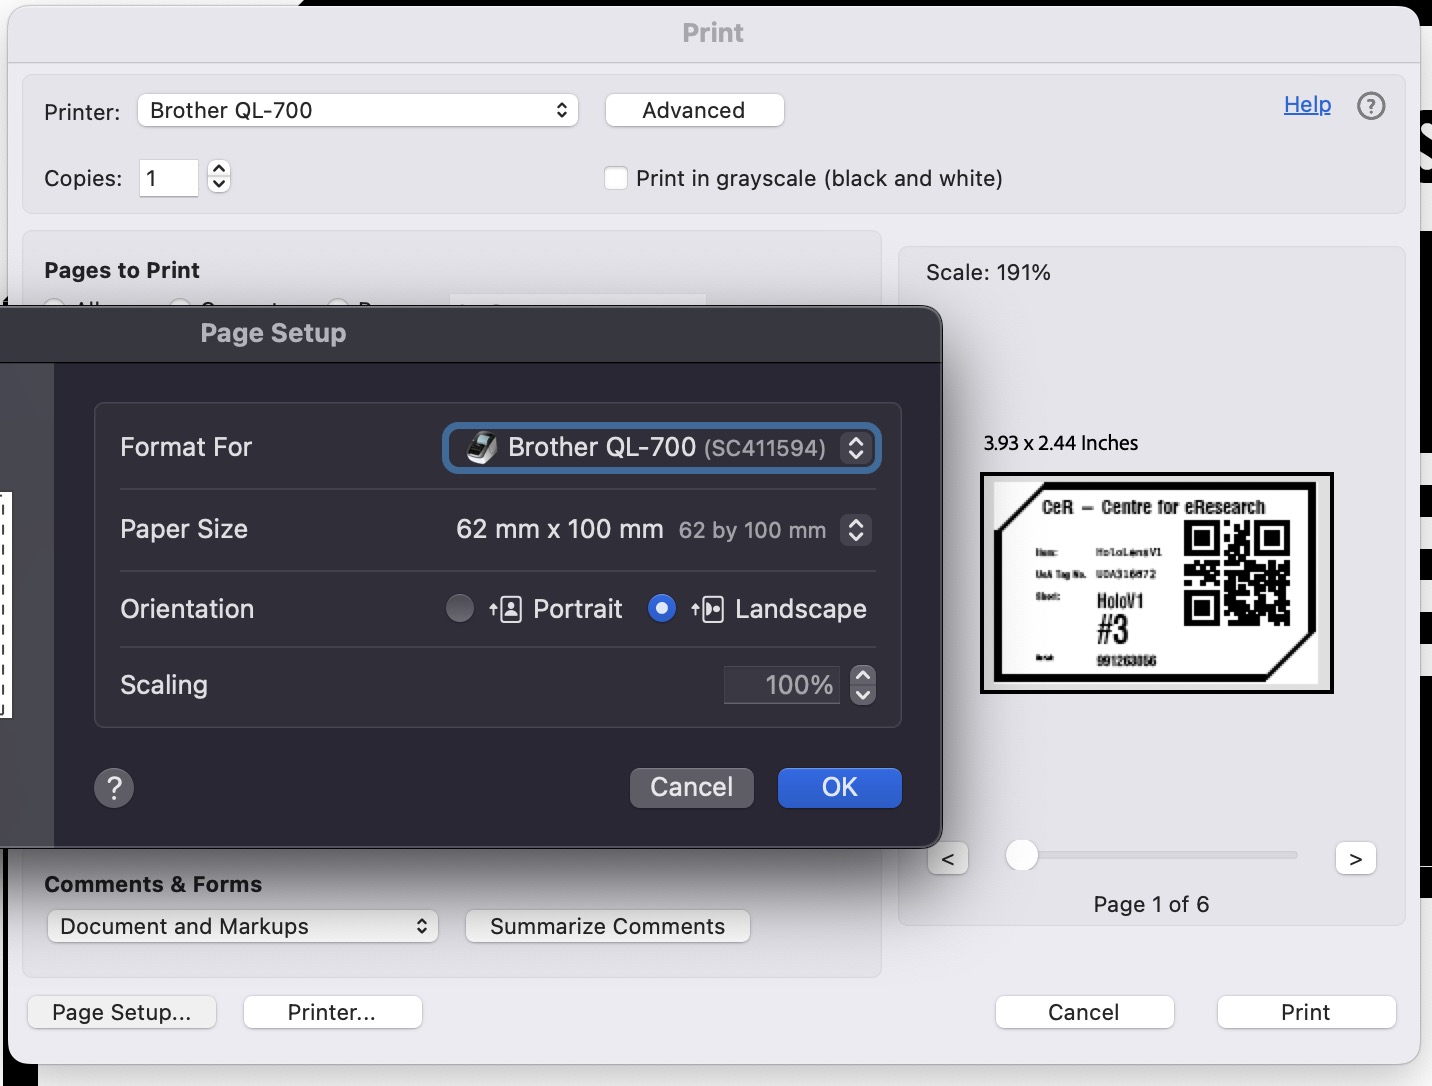 Print
Printer: Brother QL-700 Advanced Help ?
Copies: 1 Print in grayscale (black and white)
Pages to Print
Scale: 191%
Page Setup
Format For Brother QL-700 (SC411594)
3.93 x 2.44 Inches
Paper Size 62 mm x 100 mm 62 by 100 mm
Orientation Portrait Landscape
Scaling 100%
CeR – Centre for eResearch
HoloLensV1
UoA Tag No. UOA316872
Short: HoloV1
#3
991263056
? Cancel OK
< >
Page 1 of 6
Comments & Forms
Document and Markups Summarize Comments
Page Setup... Printer... Cancel Print